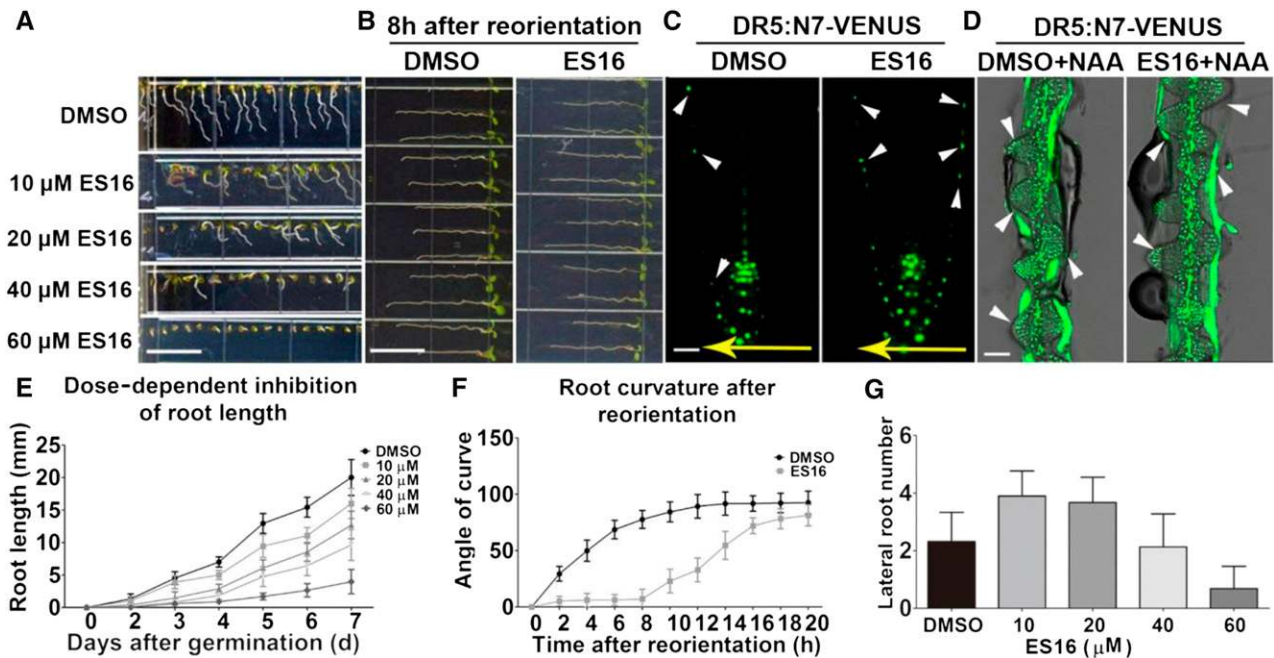 A
B
8h after reorientation
DMSO ES16
C
DR5:N7-VENUS
DMSO ES16
D
DR5:N7-VENUS
DMSO+NAA ES16+NAA
DMSO
10 µM ES16
20 µM ES16
40 µM ES16
60 µM ES16
E
Dose-dependent inhibition
of root length
Root length (mm)
25
20
15
10
5
0
0 2 3 4 5 6 7
Days after germination (d)
DMSO
10 µM
20 µM
40 µM
60 µM
F
Root curvature after
reorientation
Angle of curve
150
100
50
0
0 2 4 6 8 10 12 14 16 18 20
Time after reorientation (h)
DMSO
ES16
G
Lateral root number
6
4
2
0
DMSO 10 20 40 60
ES16 (µM)